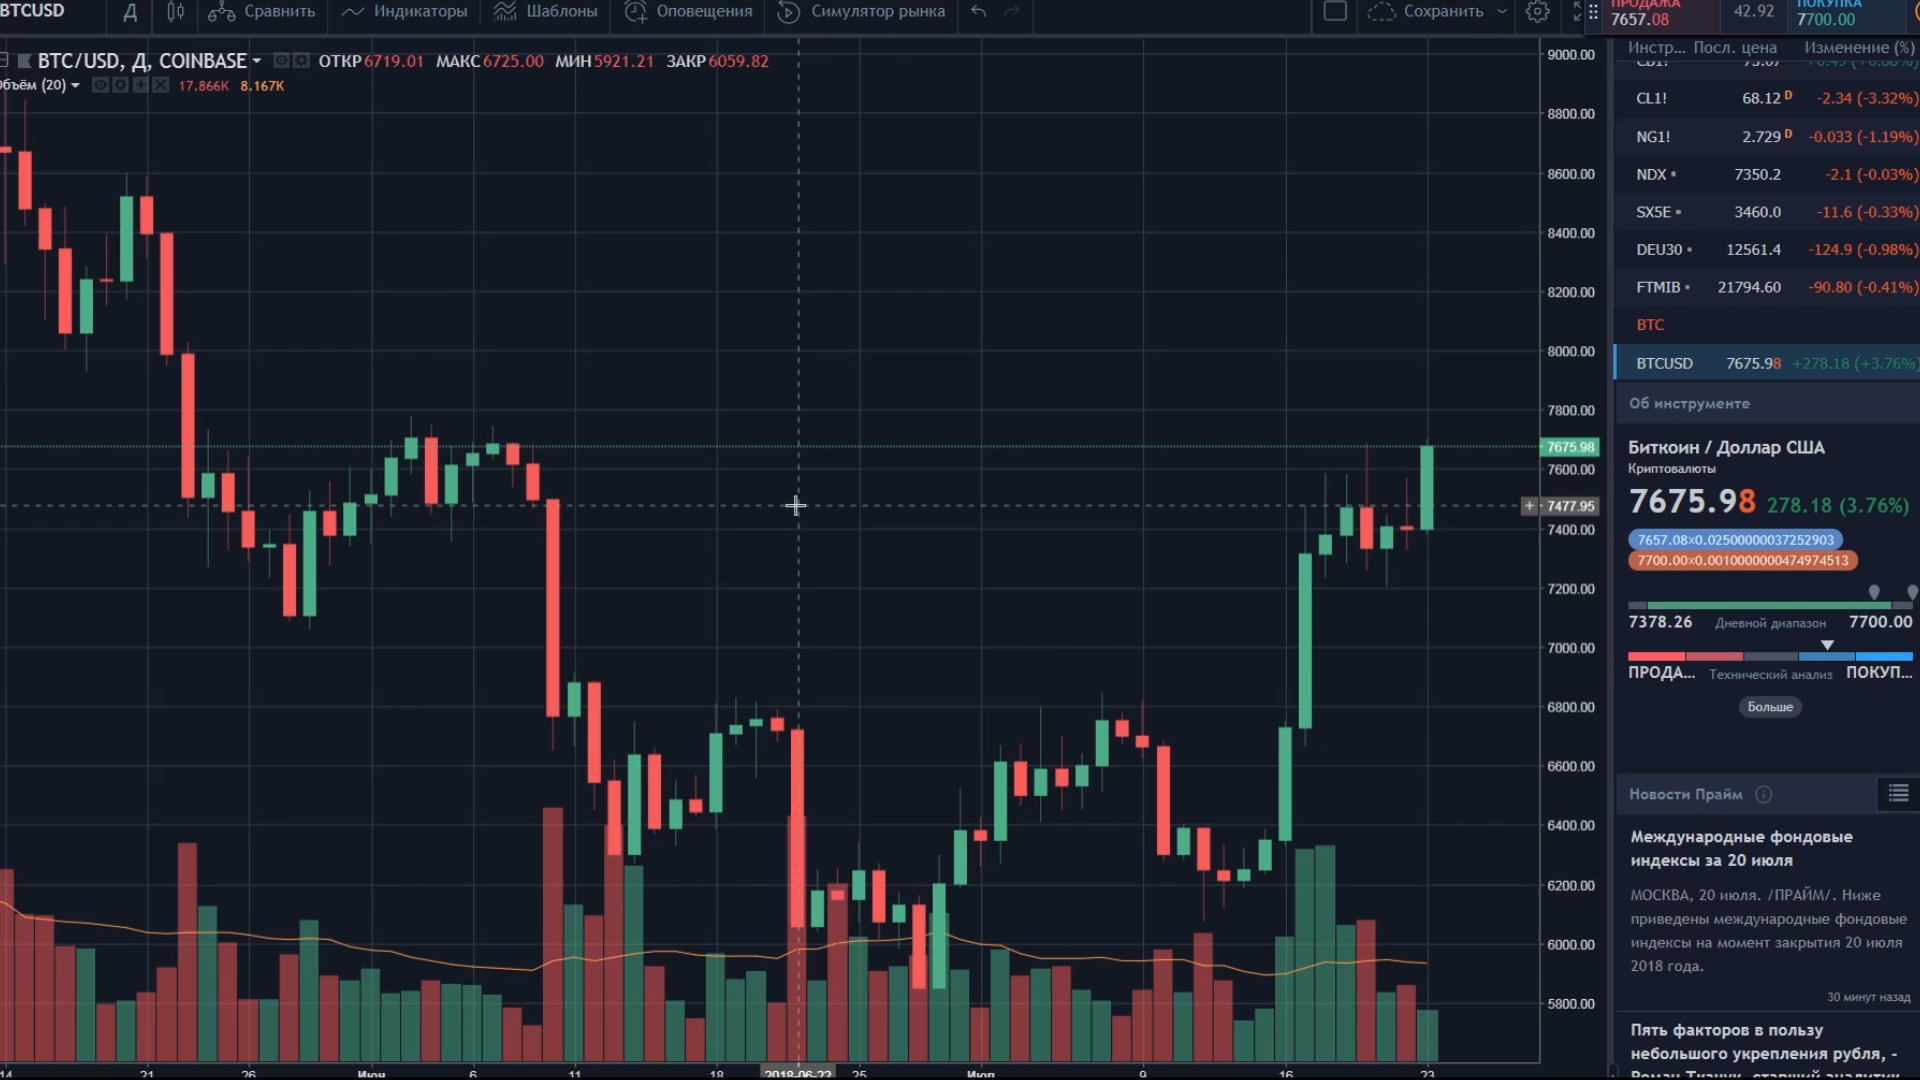 BTCUSD Д Сравнить Индикаторы Шаблоны Оповещения Симулятор рынка Сохранить
ПРОДАЖА 7657.08 42.92 ПОКУПКА 7700.00
BTC/USD, Д, COINBASE ОТКР 6719.01 МАКС 6725.00 МИН 5921.21 ЗАКР 6059.82
Объём (20) 17.866K 8.167K
9000.00
8800.00
8600.00
8400.00
8200.00
8000.00
7800.00
7675.98
7600.00
+ 7477.95
7400.00
7200.00
7000.00
6800.00
6600.00
6400.00
6200.00
6000.00
5800.00
14 21 26 Июн 6 11 18 2018-06-22 25 Июл 9 16 23
Инстр... Посл. цена Изменение (%)
CL1! 68.12 D -2.34 (-3.32%)
NG1! 2.729 D -0.033 (-1.19%)
NDX 7350.2 -2.1 (-0.03%)
SX5E 3460.0 -11.6 (-0.33%)
DEU30 12561.4 -124.9 (-0.98%)
FTMIB 21794.60 -90.80 (-0.41%)
BTC
BTCUSD 7675.98 +278.18 (+3.76%)
Об инструменте
Биткоин / Доллар США
Криптовалюты
7675.98 278.18 (3.76%)
7657.08×0.02500000037252903
7700.00×0.0010000000474974513
7378.26 Дневной диапазон 7700.00
ПРОДА... Технический анализ ПОКУП...
Больше
Новости Прайм
Международные фондовые
индексы за 20 июля
МОСКВА, 20 июля. /ПРАЙМ/. Ниже
приведены международные фондовые
индексы на момент закрытия 20 июля
2018 года.
30 минут назад
Пять факторов в пользу
небольшого укрепления рубля, -
Роман Ткачук, старший аналитик